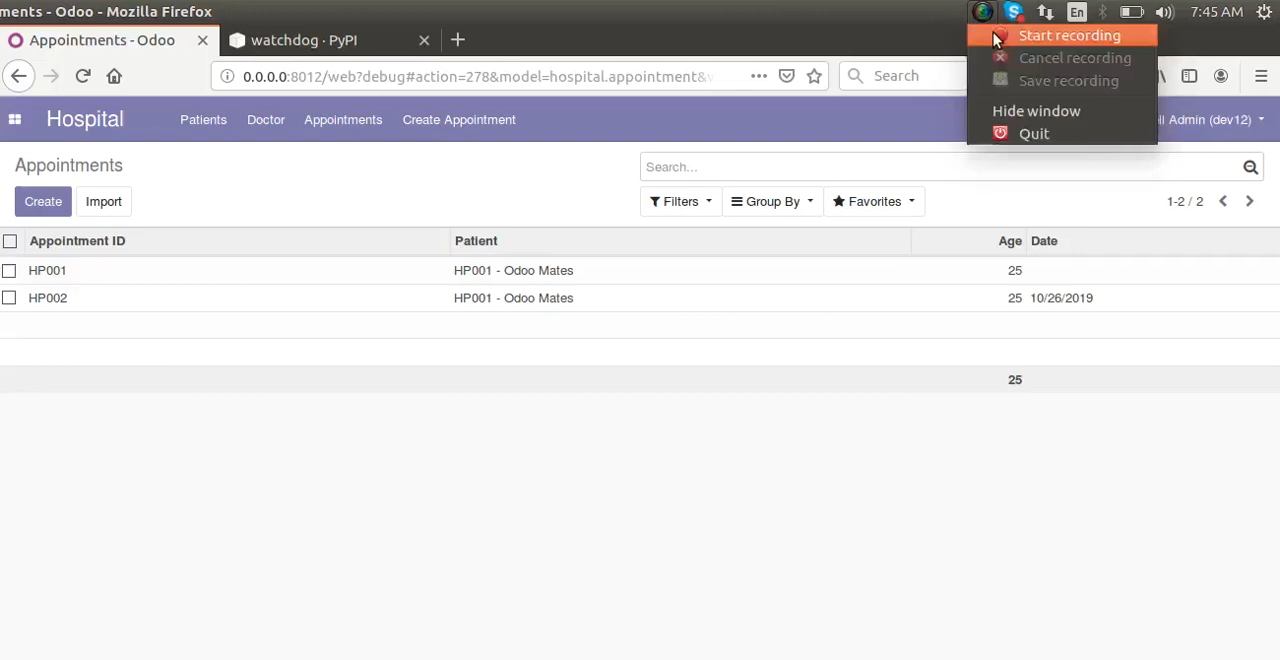 ments - Odoo - Mozilla Firefox
En
7:45 AM
Appointments - Odoo
watchdog · PyPI
Start recording
Cancel recording
Save recording
Hide window
Quit
0.0.0.0:8012/web?debug#action=278&model=hospital.appointment&
Search
Hospital
Patients
Doctor
Appointments
Create Appointment
ll Admin (dev12)
Appointments
Search...
Create
Import
Filters
Group By
Favorites
1-2 / 2
Appointment ID Patient Age Date
HP001 HP001 - Odoo Mates 25
HP002 HP001 - Odoo Mates 25 10/26/2019
25